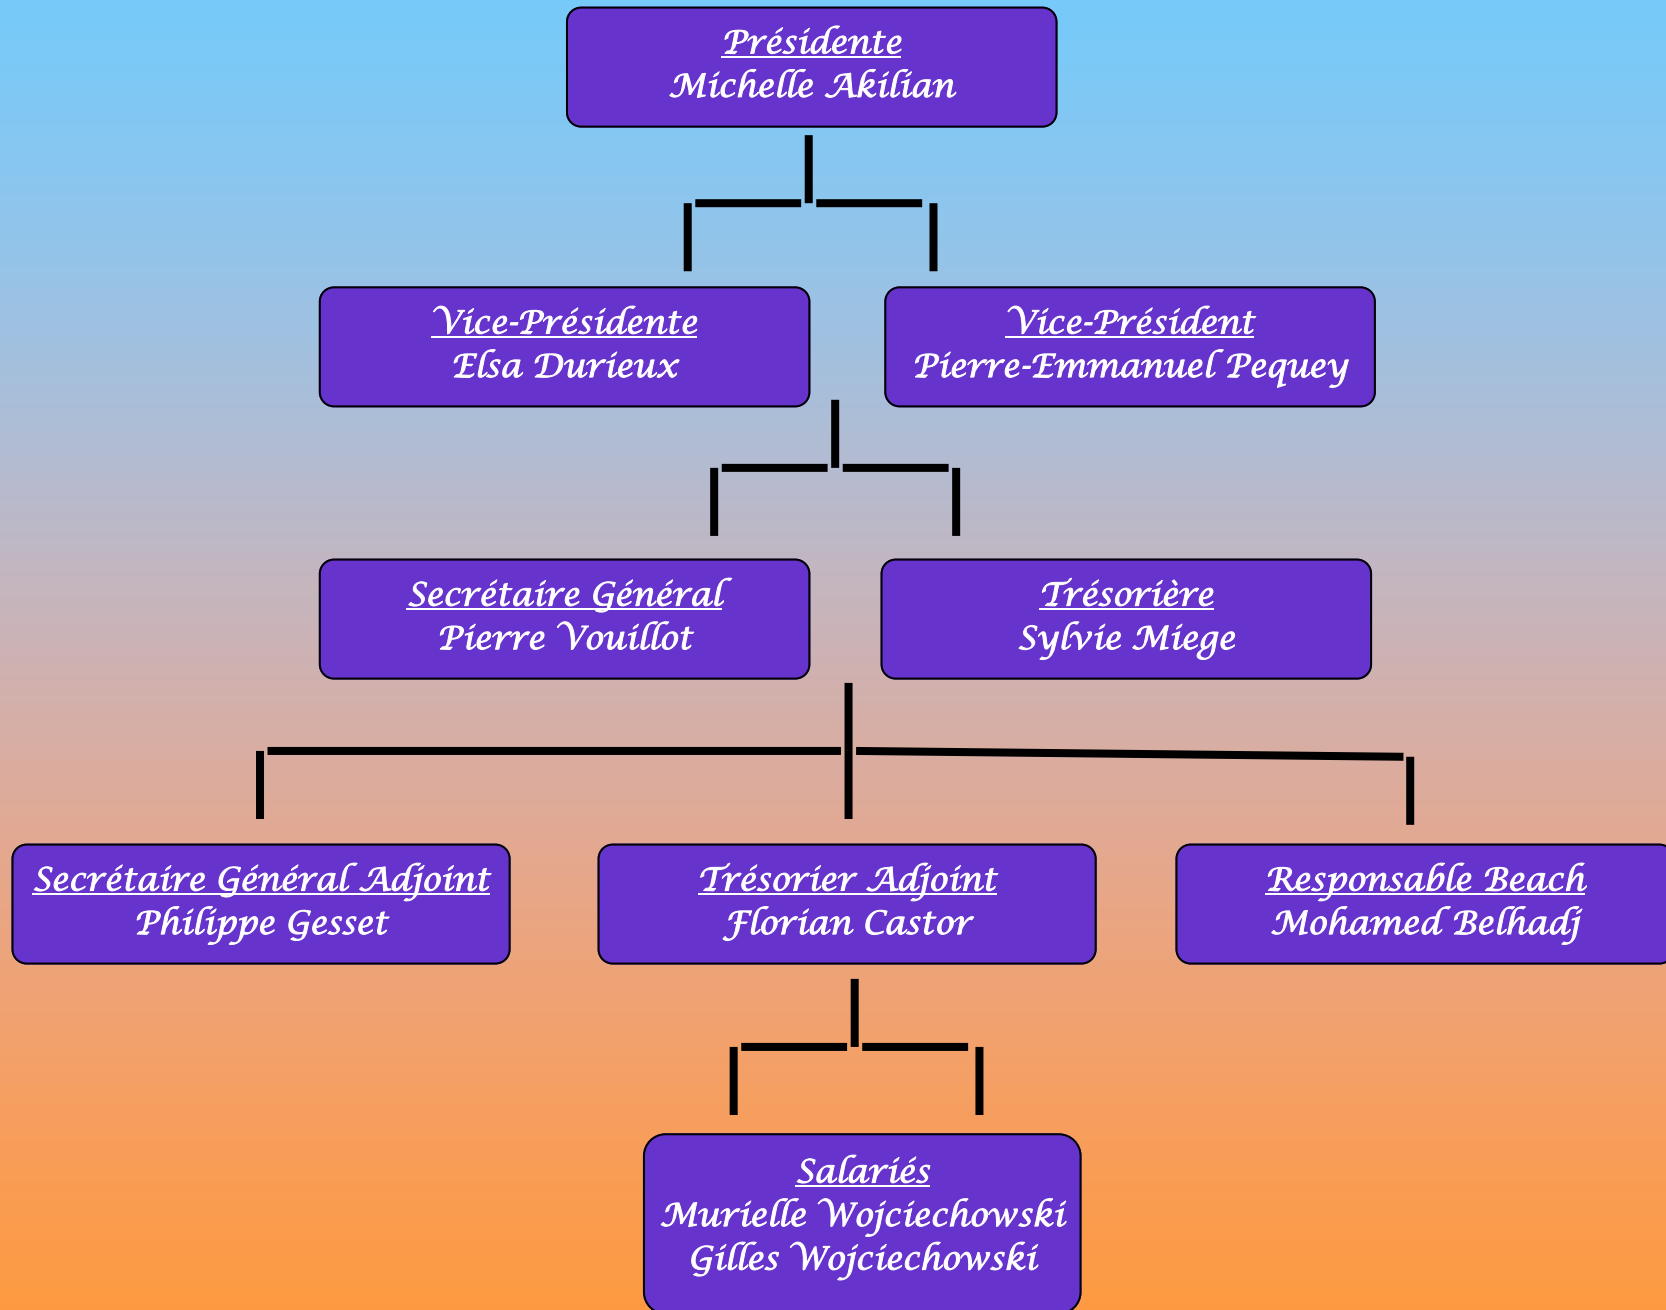 Présidente
Michelle Akilian
Vice-Présidente
Elsa Durieux
Vice-Président
Pierre-Emmanuel Pequey
Secrétaire Général
Pierre Vouillot
Trésorière
Sylvie Miege
Secrétaire Général Adjoint
Philippe Gesset
Trésorier Adjoint
Florian Castor
Responsable Beach
Mohamed Belhadj
Salariés
Murielle Wojciechowski
Gilles Wojciechowski